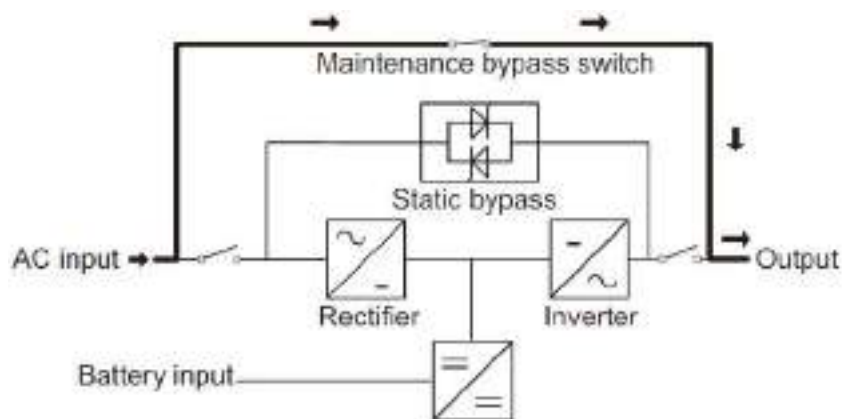 Maintenance bypass switch
Static bypass
AC input
Output
Rectifier
Inverter
Battery input